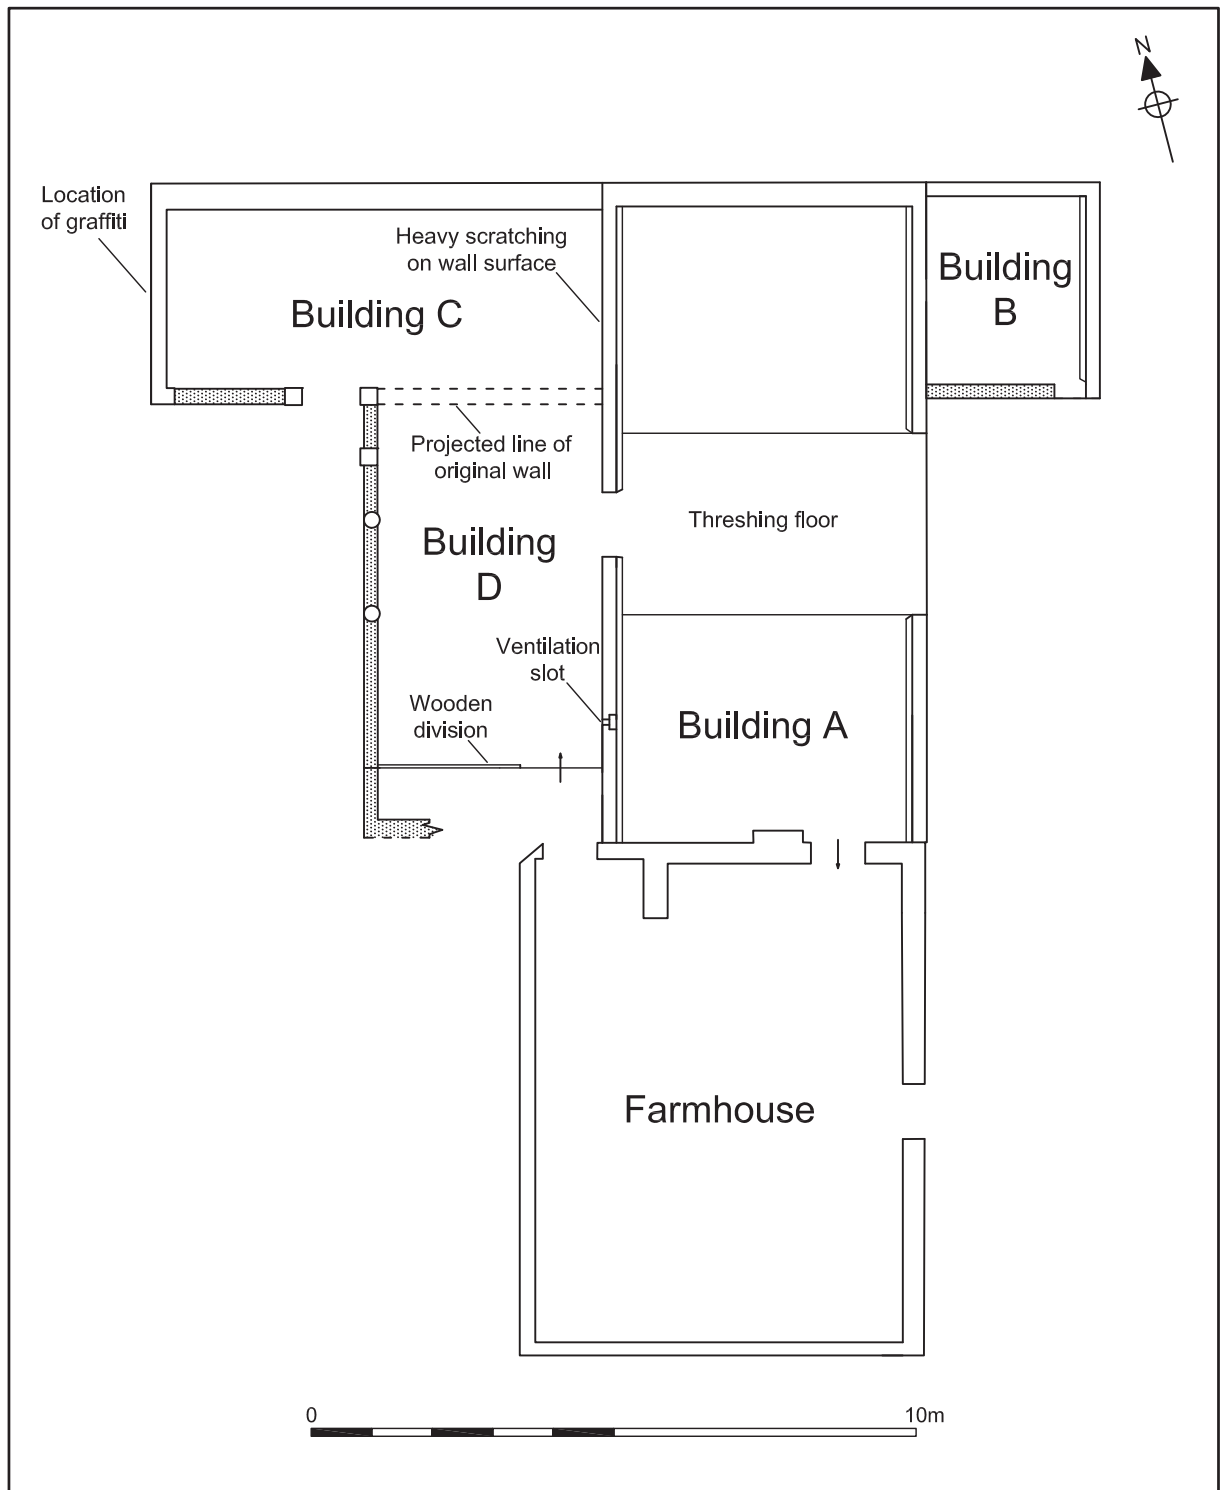 N
Location
of graffiti
Heavy scratching
on wall surface
Building
B
Building C
Projected line of
original wall
Threshing floor
Building
D
Ventilation
slot
Wooden
division
Building A
Farmhouse
0
10m